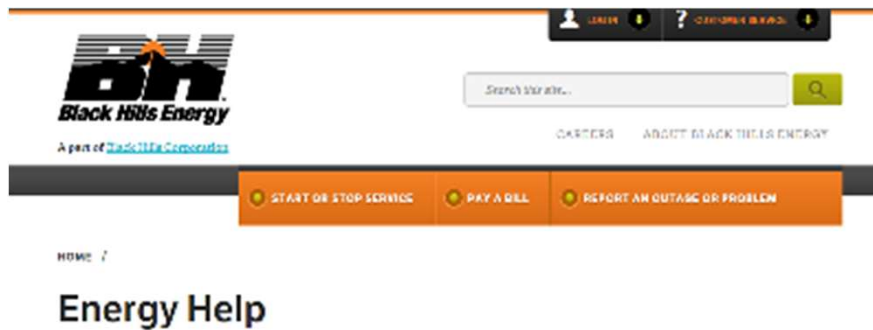 LOGIN ? CUSTOMER SERVICE
BH
Black Hills Energy
Search this site...
A part of Black Hills Corporation
CAREERS ABOUT BLACK HILLS ENERGY
START OR STOP SERVICE PAY A BILL REPORT AN OUTAGE OR PROBLEM
HOME /
Energy Help